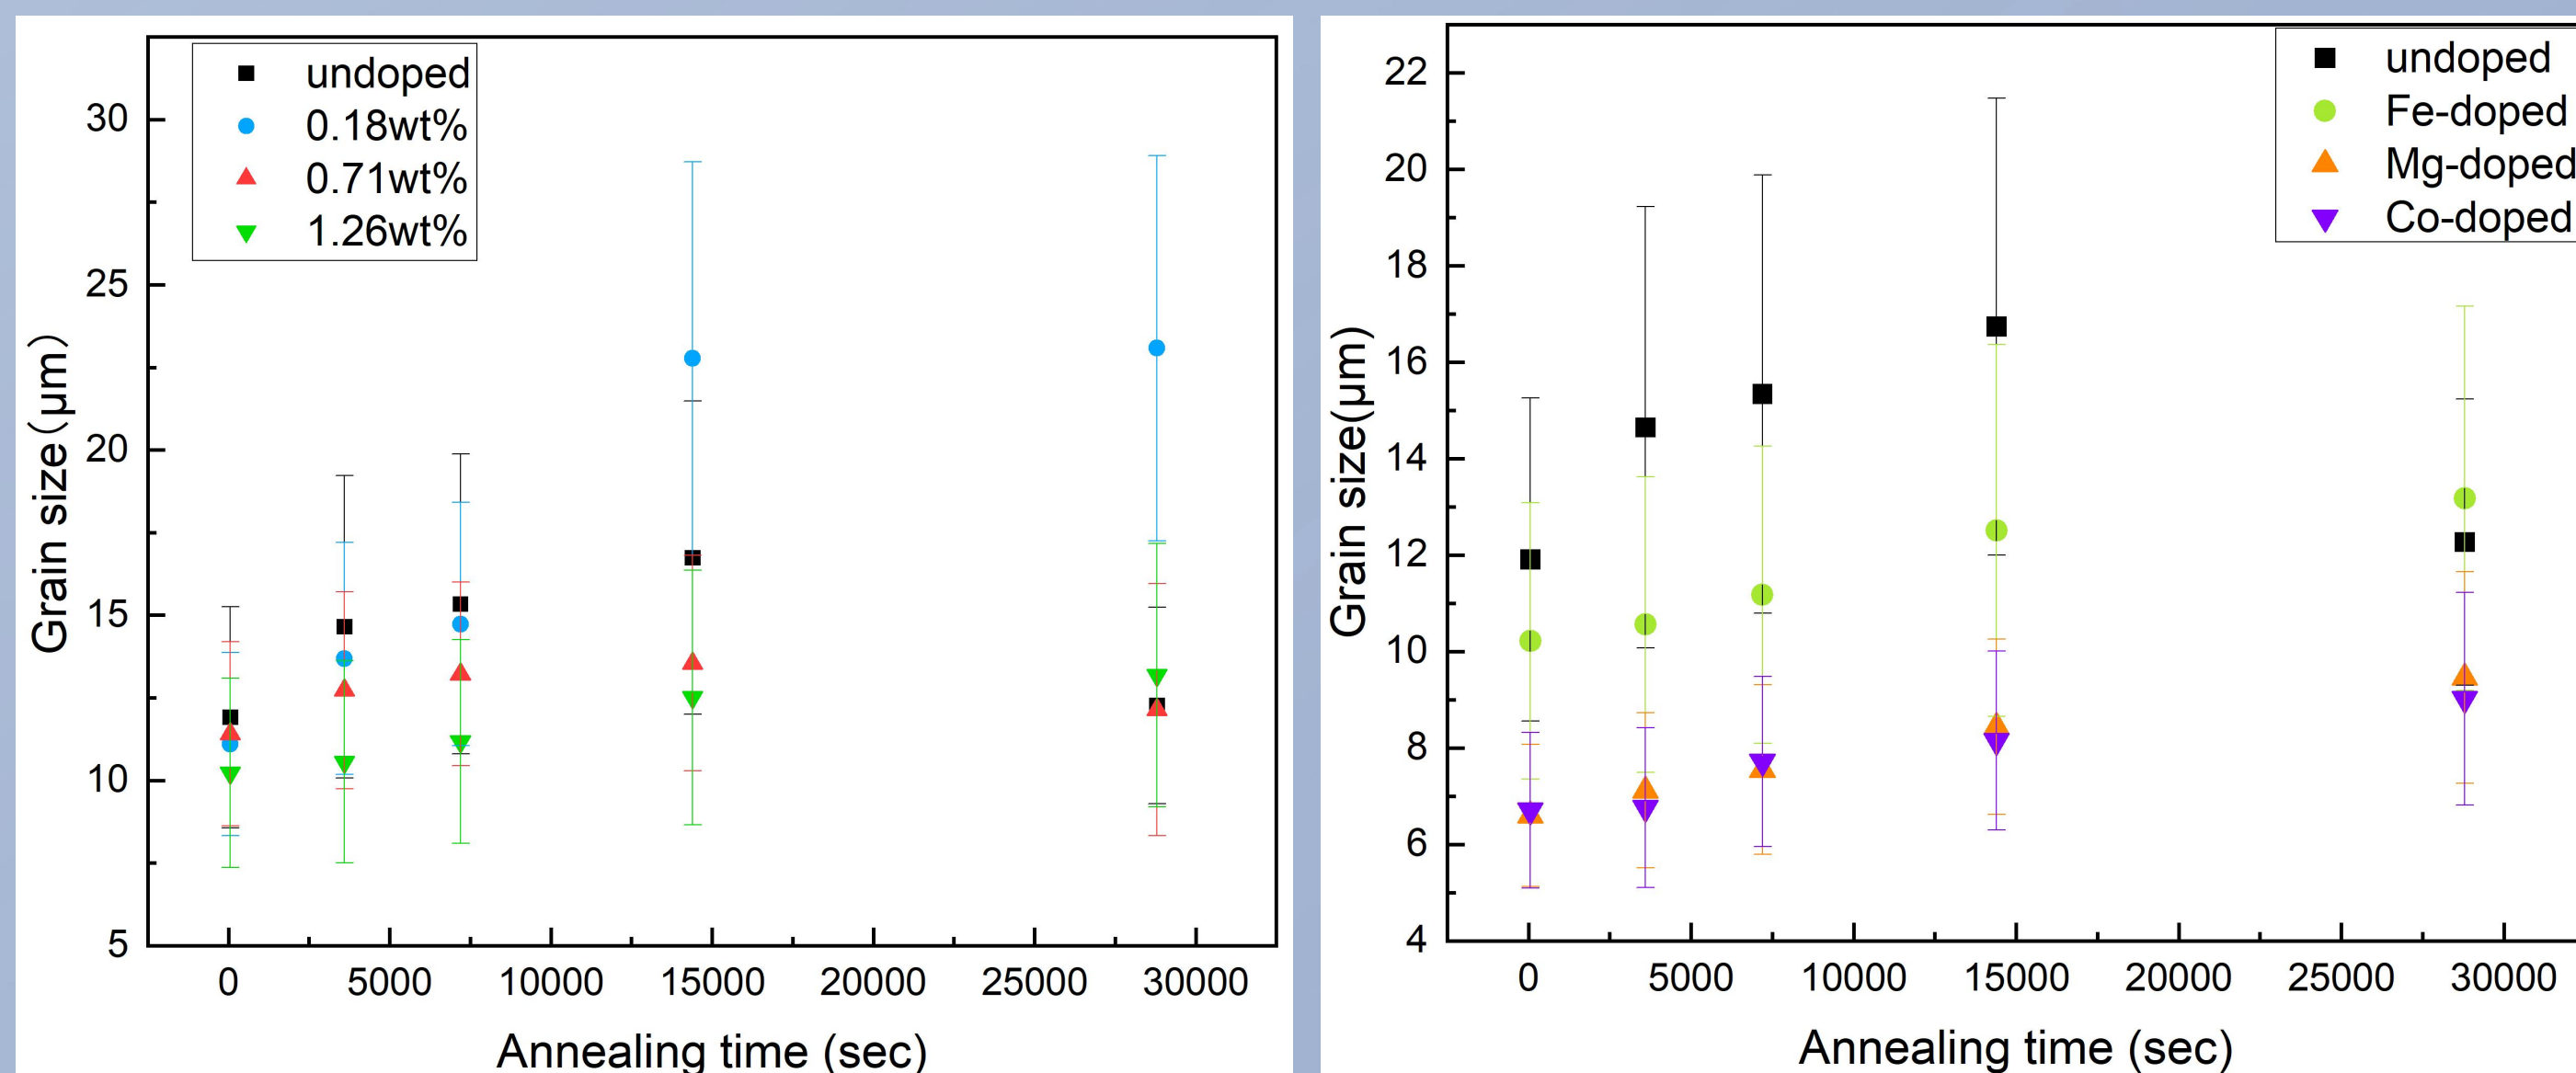 undoped
0.18wt%
0.71wt%
1.26wt%
30
25
20
15
10
5
Grain size（μm）
0 5000 10000 15000 20000 25000 30000
Annealing time (sec)
undoped
Fe-doped
Mg-doped
Co-doped
22
20
18
16
14
12
10
8
6
4
Grain size(μm)
0 5000 10000 15000 20000 25000 30000
Annealing time (sec)